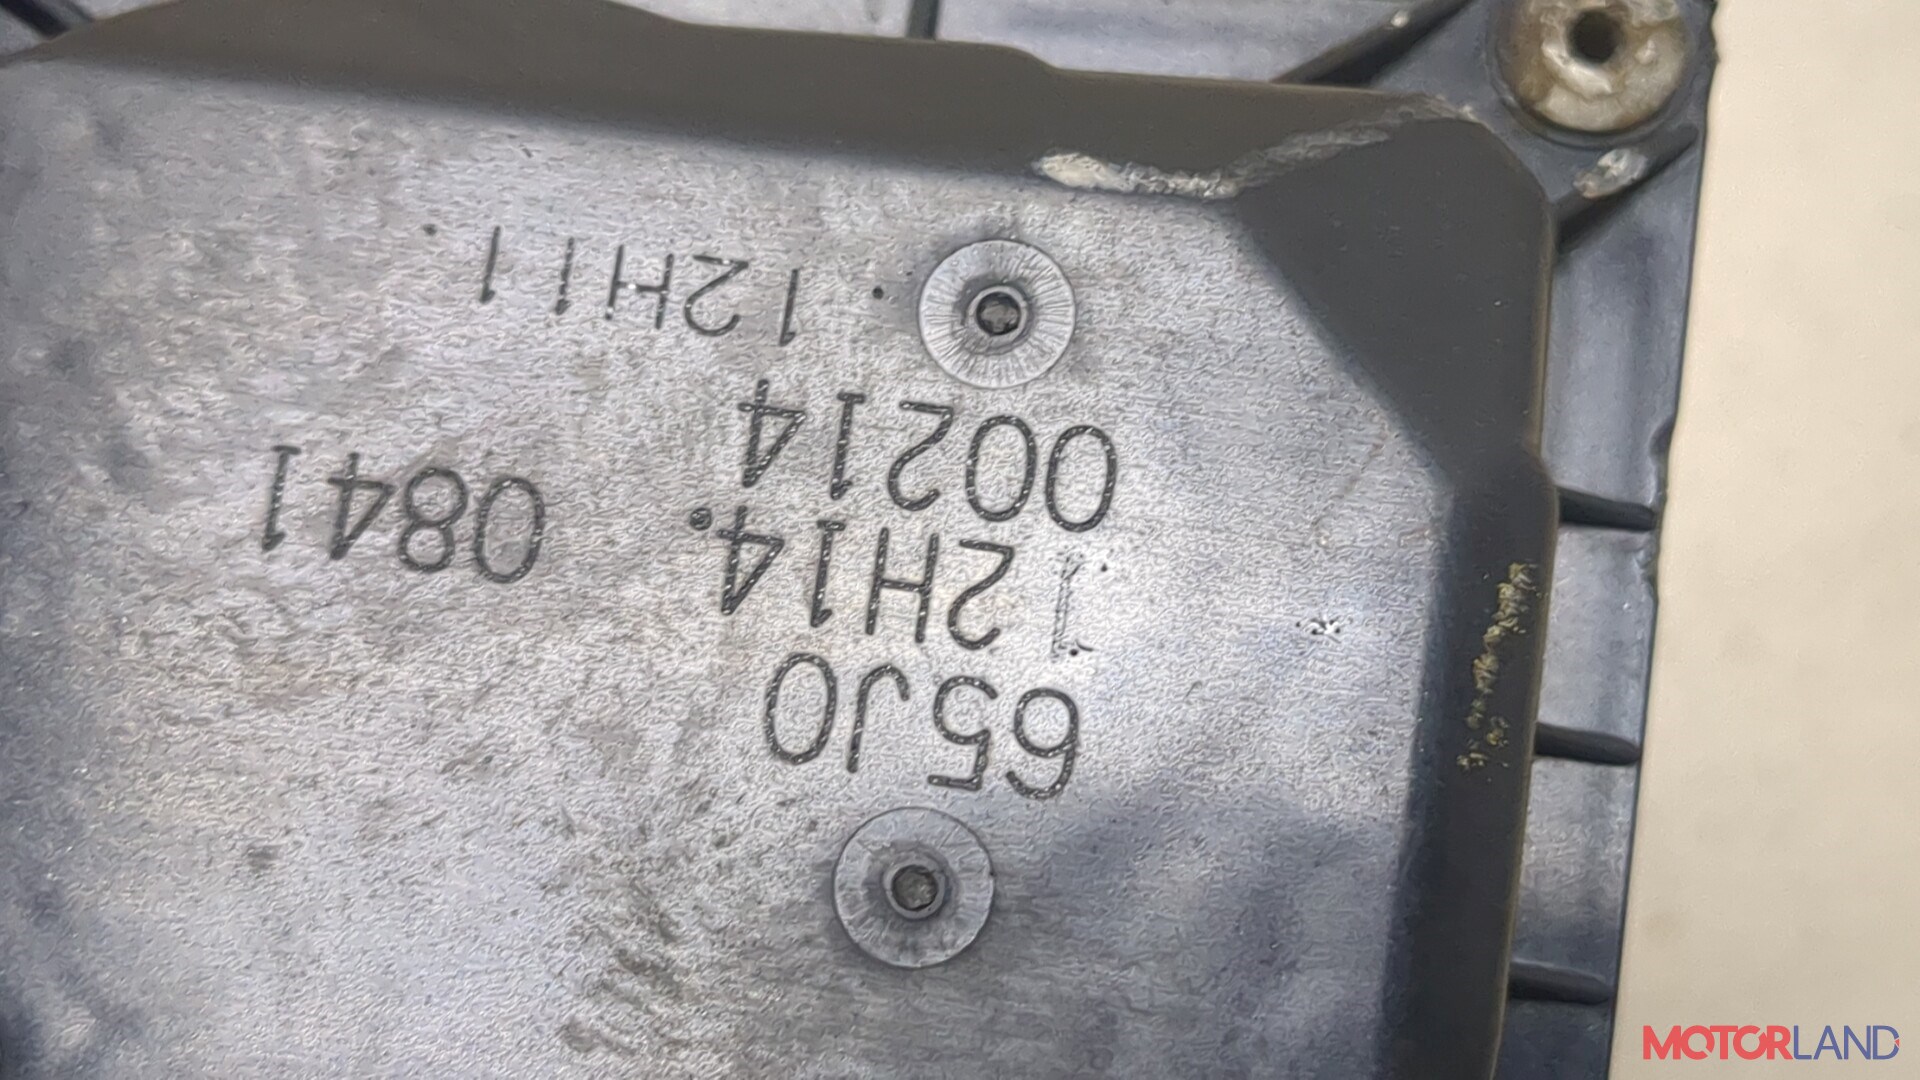 65J0
12H14. 0841
00214
.12H11.
MOTORLAND